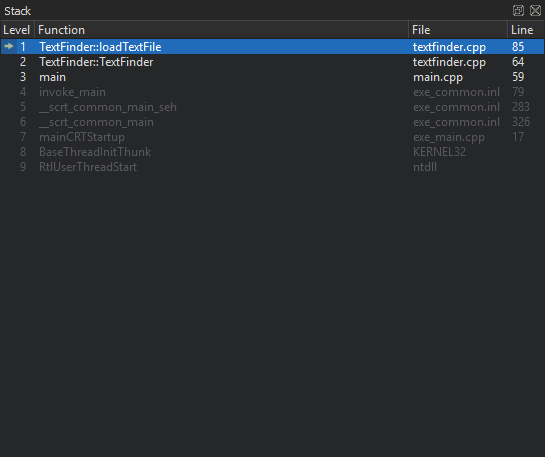 Stack
Level Function File Line
1 TextFinder::loadTextFile textfinder.cpp 85
2 TextFinder::TextFinder textfinder.cpp 64
3 main main.cpp 59
4 invoke_main exe_common.inl 79
5 __scrt_common_main_seh exe_common.inl 283
6 __scrt_common_main exe_common.inl 326
7 mainCRTStartup exe_main.cpp 17
8 BaseThreadInitThunk KERNEL32
9 RtlUserThreadStart ntdll